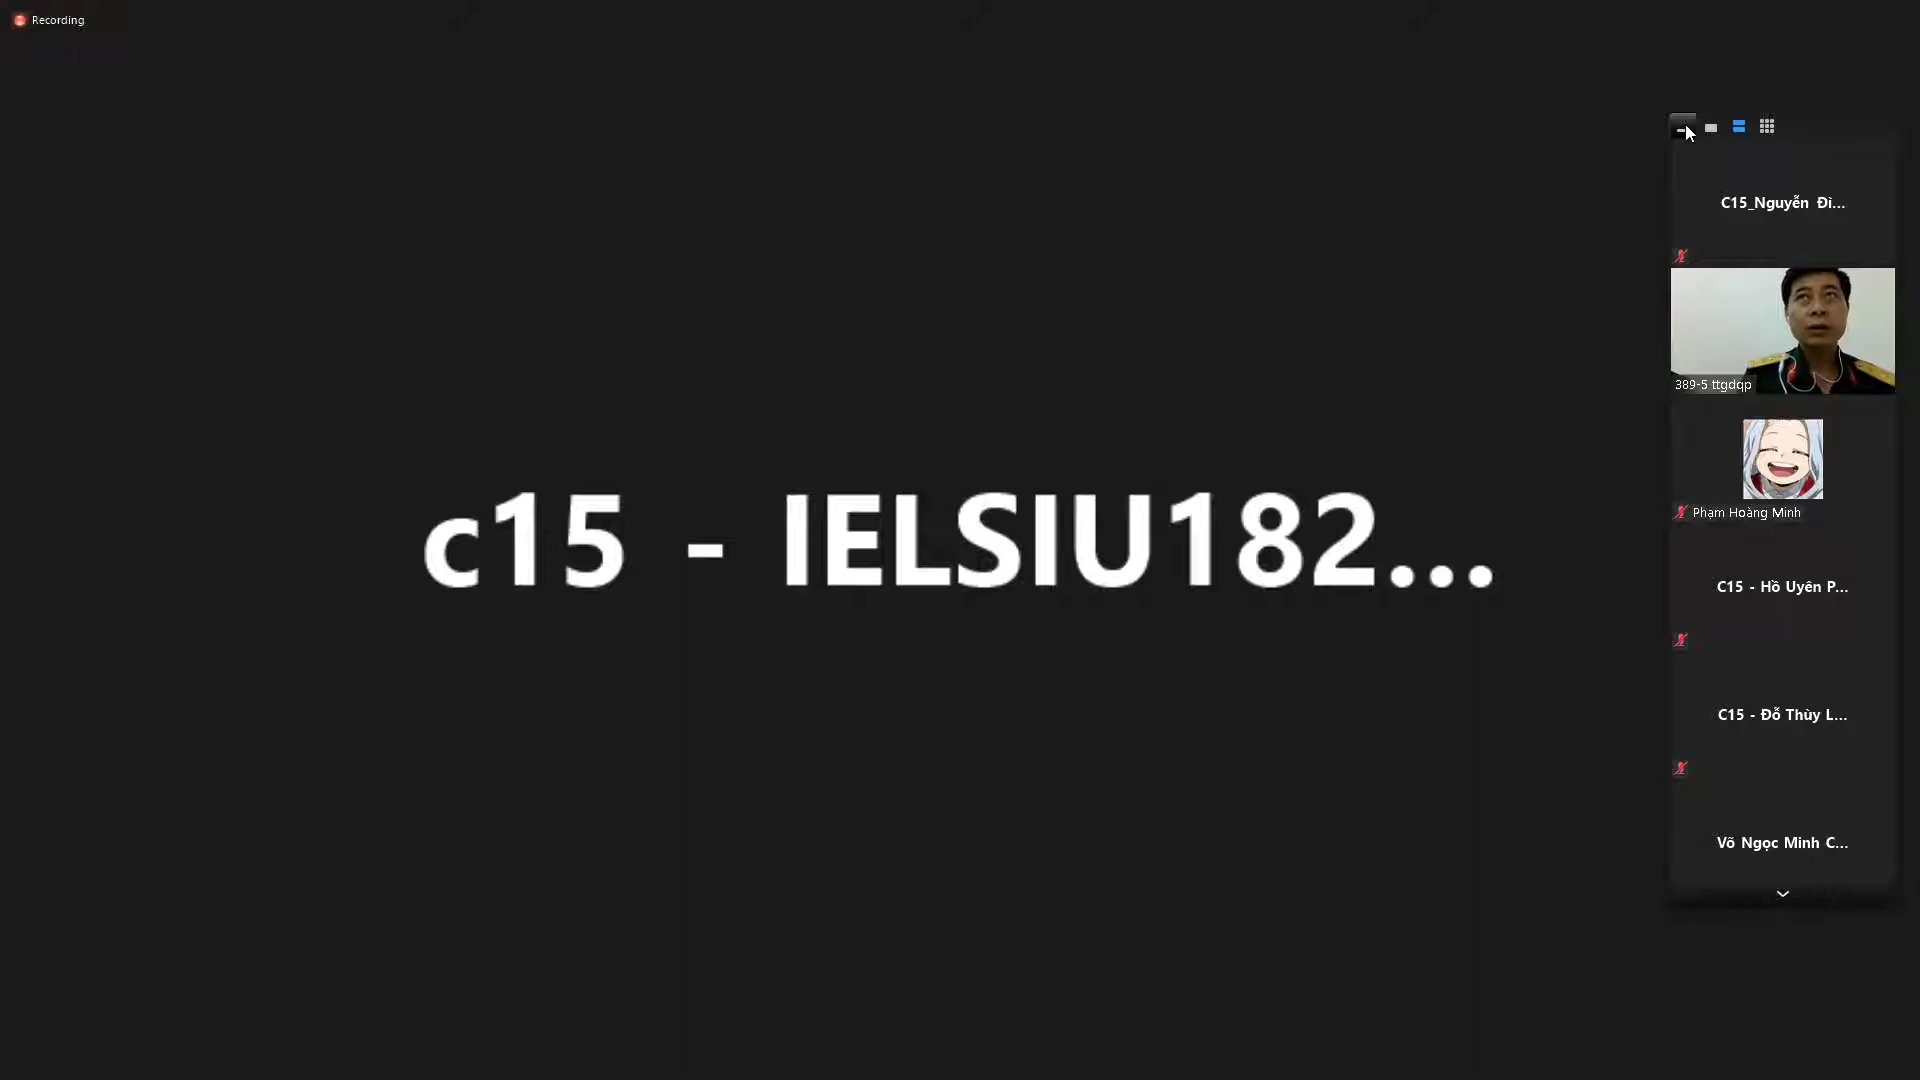 Recording
c15 - IELSIU182...
C15_Nguyễn Đì...
389-5 ttgdqp
Phạm Hoàng Minh
C15 - Hồ Uyên P...
C15 - Đỗ Thùy L...
Võ Ngọc Minh C...